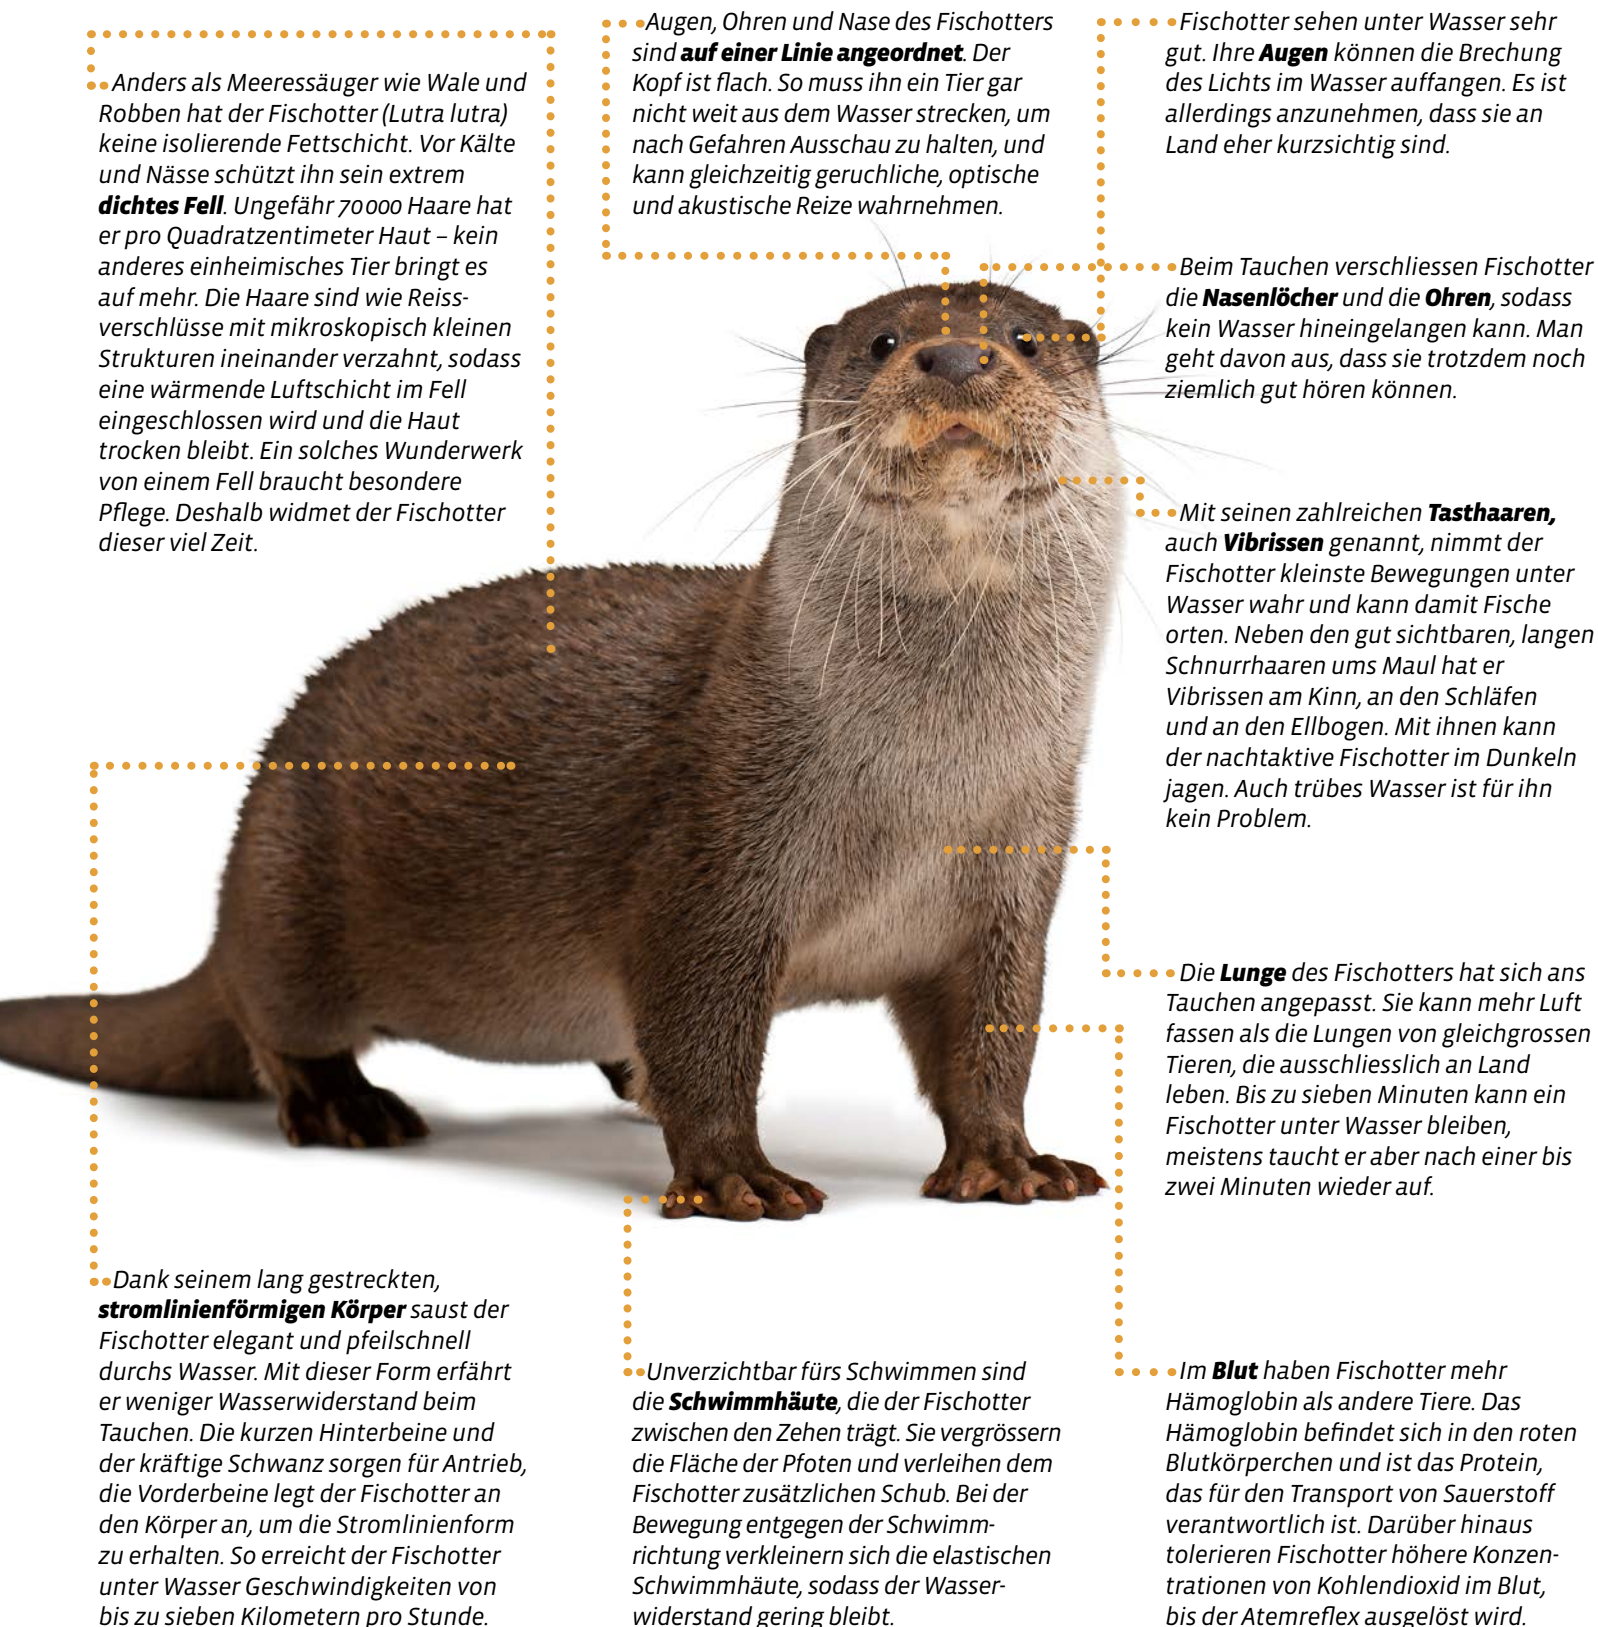 Anders als Meeressäuger wie Wale und
Robben hat der Fischotter (Lutra lutra)
keine isolierende Fettschicht. Vor Kälte
und Nässe schützt ihn sein extrem
dichtes Fell. Ungefähr 70 000 Haare hat
er pro Quadratzentimeter Haut – kein
anderes einheimisches Tier bringt es
auf mehr. Die Haare sind wie Reiss-
verschlüsse mit mikroskopisch kleinen
Strukturen ineinander verzahnt, sodass
eine wärmende Luftschicht im Fell
eingeschlossen wird und die Haut
trocken bleibt. Ein solches Wunderwerk
von einem Fell braucht besondere
Pflege. Deshalb widmet der Fischotter
dieser viel Zeit.
Augen, Ohren und Nase des Fischotters
sind auf einer Linie angeordnet. Der
Kopf ist flach. So muss ihn ein Tier gar
nicht weit aus dem Wasser strecken, um
nach Gefahren Ausschau zu halten, und
kann gleichzeitig geruchliche, optische
und akustische Reize wahrnehmen.
Fischotter sehen unter Wasser sehr
gut. Ihre Augen können die Brechung
des Lichts im Wasser auffangen. Es ist
allerdings anzunehmen, dass sie an
Land eher kurzsichtig sind.
Beim Tauchen verschliessen Fischotter
die Nasenlöcher und die Ohren, sodass
kein Wasser hineingelangen kann. Man
geht davon aus, dass sie trotzdem noch
ziemlich gut hören können.
Mit seinen zahlreichen Tasthaaren,
auch Vibrissen genannt, nimmt der
Fischotter kleinste Bewegungen unter
Wasser wahr und kann damit Fische
orten. Neben den gut sichtbaren, langen
Schnurrhaaren ums Maul hat er
Vibrissen am Kinn, an den Schläfen
und an den Ellbogen. Mit ihnen kann
der nachtaktive Fischotter im Dunkeln
jagen. Auch trübes Wasser ist für ihn
kein Problem.
Die Lunge des Fischotters hat sich ans
Tauchen angepasst. Sie kann mehr Luft
fassen als die Lungen von gleichgrossen
Tieren, die ausschliesslich an Land
leben. Bis zu sieben Minuten kann ein
Fischotter unter Wasser bleiben,
meistens taucht er aber nach einer bis
zwei Minuten wieder auf.
Dank seinem lang gestreckten,
stromlinienförmigen Körper saust der
Fischotter elegant und pfeilschnell
durchs Wasser. Mit dieser Form erfährt
er weniger Wasserwiderstand beim
Tauchen. Die kurzen Hinterbeine und
der kräftige Schwanz sorgen für Antrieb,
die Vorderbeine legt der Fischotter an
den Körper an, um die Stromlinienform
zu erhalten. So erreicht der Fischotter
unter Wasser Geschwindigkeiten von
bis zu sieben Kilometern pro Stunde.
Unverzichtbar fürs Schwimmen sind
die Schwimmhäute, die der Fischotter
zwischen den Zehen trägt. Sie vergrössern
die Fläche der Pfoten und verleihen dem
Fischotter zusätzlichen Schub. Bei der
Bewegung entgegen der Schwimm-
richtung verkleinern sich die elastischen
Schwimmhäute, sodass der Wasser-
widerstand gering bleibt.
Im Blut haben Fischotter mehr
Hämoglobin als andere Tiere. Das
Hämoglobin befindet sich in den roten
Blutkörperchen und ist das Protein,
das für den Transport von Sauerstoff
verantwortlich ist. Darüber hinaus
tolerieren Fischotter höhere Konzen-
trationen von Kohlendioxid im Blut,
bis der Atemreflex ausgelöst wird.